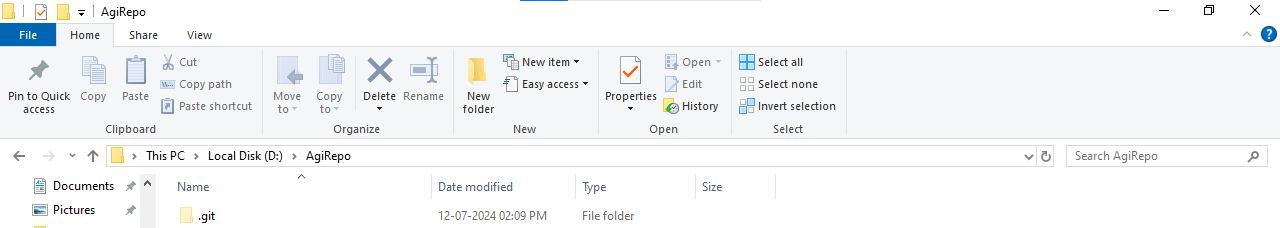 AgiRepo
File Home Share View
Pin to Quick access
Copy
Paste
Cut
Copy path
Paste shortcut
Clipboard
Move to
Copy to
Delete
Rename
Organize
New folder
New item
Easy access
New
Properties
Open
Edit
History
Open
Select all
Select none
Invert selection
Select
This PC > Local Disk (D:) > AgiRepo
Search AgiRepo
Documents
Pictures
Name Date modified Type Size
.git 12-07-2024 02:09 PM File folder